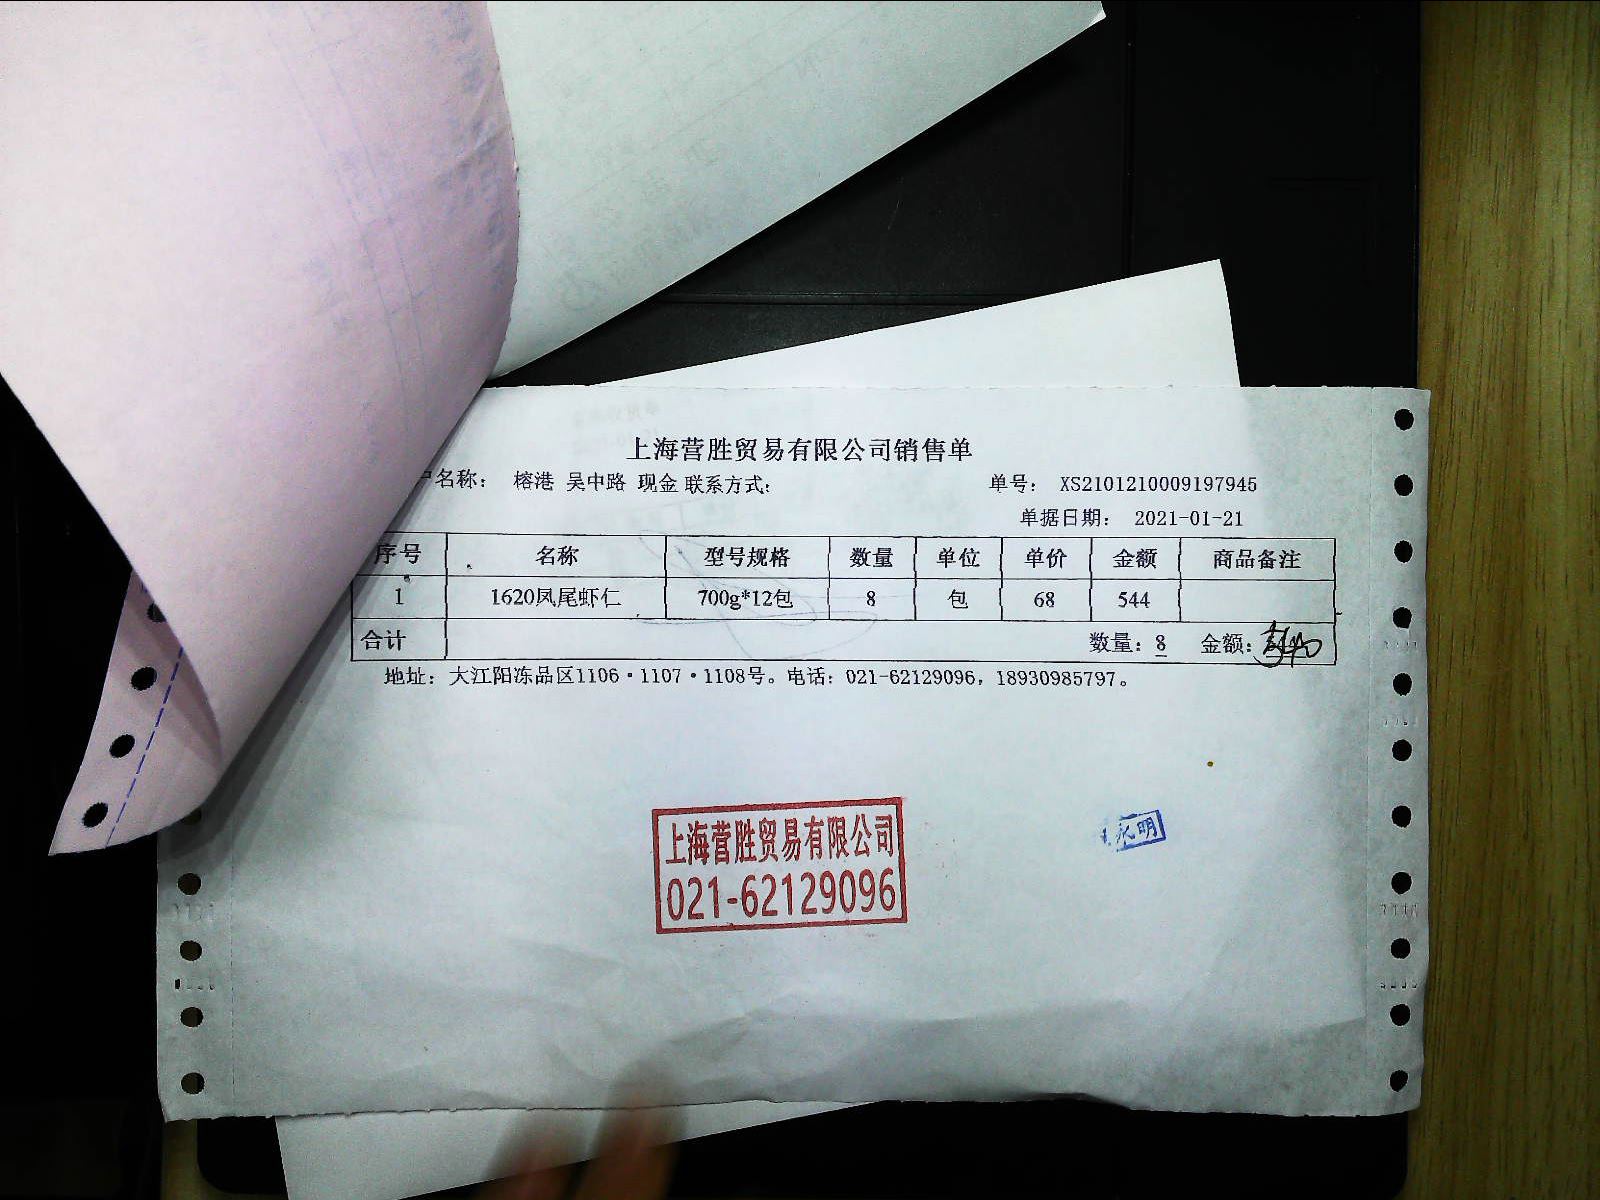 上海营胜贸易有限公司销售单
户名称： 榕港 吴中路 现金 联系方式： 单号： XS2101210009197945
单据日期： 2021-01-21
序号 名称 型号规格 数量 单位 单价 金额 商品备注
1 1620凤尾虾仁 700g*12包 8 包 68 544
合计 数量：8 金额：540
地址：大江阳冻品区1106·1107·1108号。电话：021-62129096，18930985797。
上海营胜贸易有限公司
021-62129096
永明